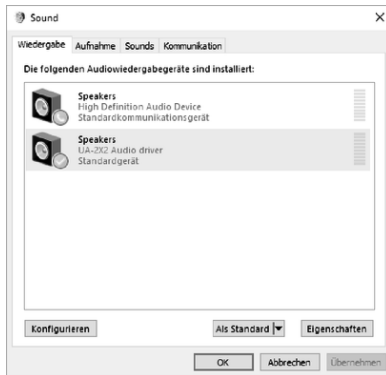 Sound
Wiedergabe Aufnahme Sounds Kommunikation
Die folgenden Audiowiedergabegeräte sind installiert:
Speakers
High Definition Audio Device
Standardkommunikationsgerät
Speakers
UA-2X2 Audio driver
Standardgerät
Konfigurieren Als Standard Eigenschaften
OK Abbrechen Übernehmen